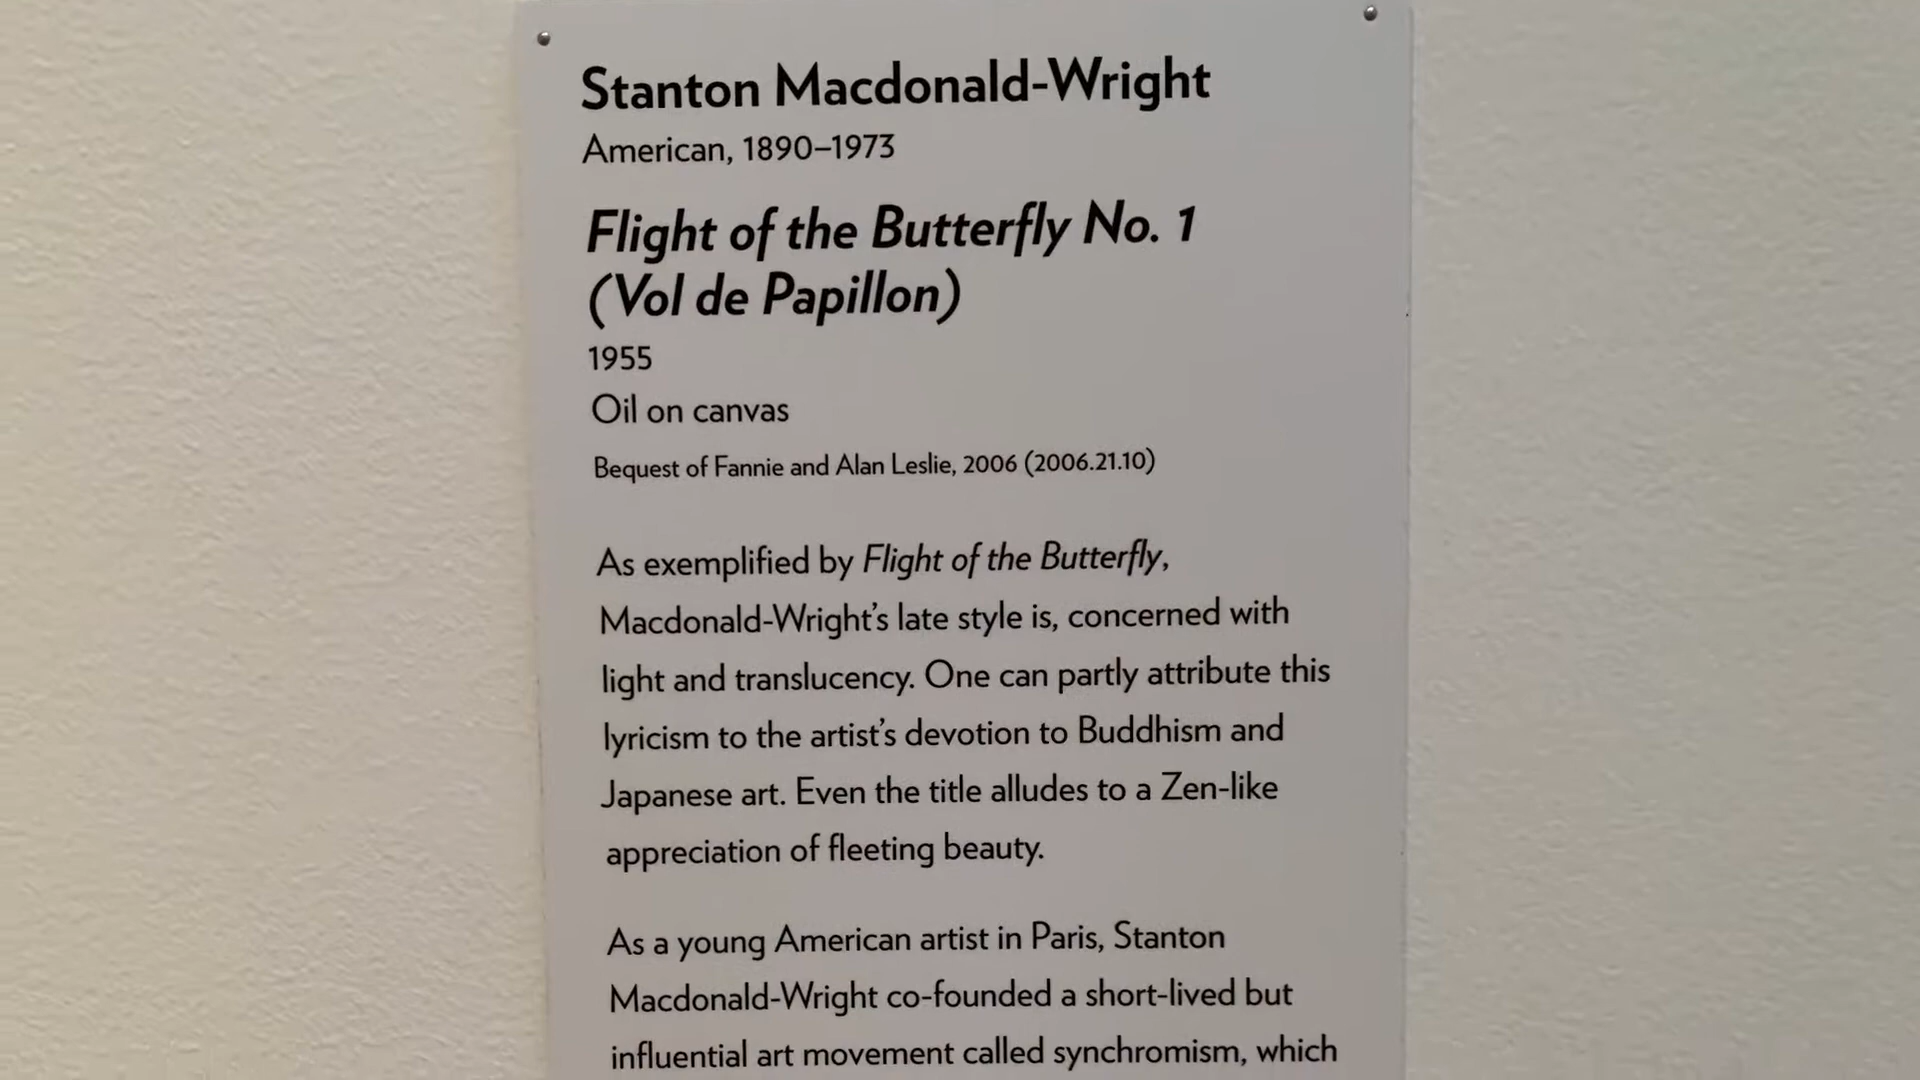 Stanton Macdonald-Wright
American, 1890–1973
Flight of the Butterfly No. 1
(Vol de Papillon)
1955
Oil on canvas
Bequest of Fannie and Alan Leslie, 2006 (2006.21.10)
As exemplified by Flight of the Butterfly,
Macdonald-Wright’s late style is, concerned with
light and translucency. One can partly attribute this
lyricism to the artist’s devotion to Buddhism and
Japanese art. Even the title alludes to a Zen-like
appreciation of fleeting beauty.
As a young American artist in Paris, Stanton
Macdonald-Wright co-founded a short-lived but
influential art movement called synchromism, which